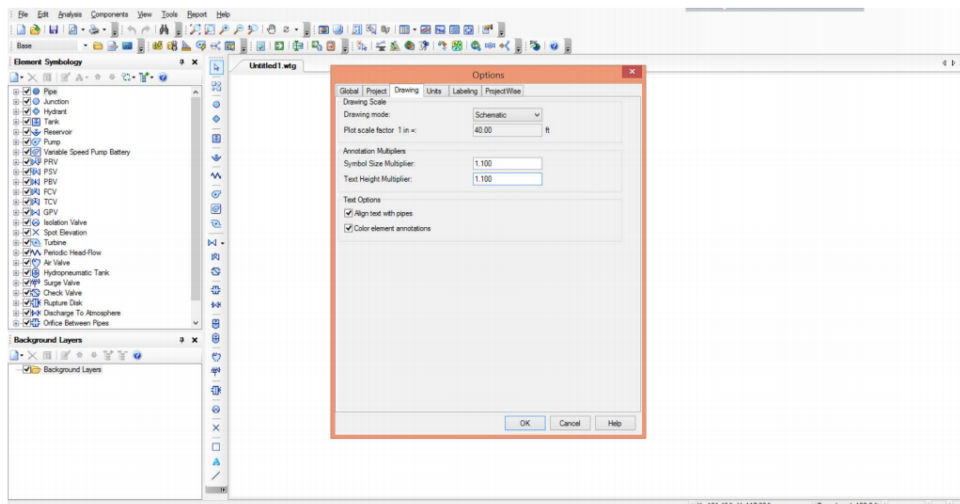 File Edit Analysis Components View Tools Report Help
Base
Element Symbology
Untitled1.wtg
Pipe
Junction
Hydrant
Tank
Reservoir
Pump
Variable Speed Pump Battery
PRV
PSV
PBV
FCV
TCV
GPV
Isolation Valve
Spot Elevation
Turbine
Periodic Head-Flow
Air Valve
Hydropneumatic Tank
Surge Valve
Check Valve
Rupture Disk
Discharge To Atmosphere
Orifice Between Pipes
Background Layers
Background Layers
Options
Global Project Drawing Units Labeling ProjectWise
Drawing Scale
Drawing mode: Schematic
Plot scale factor 1 in =: 40.00 ft
Annotation Multipliers
Symbol Size Multiplier: 1.100
Text Height Multiplier: 1.100
Text Options
Align text with pipes
Color element annotations
OK Cancel Help